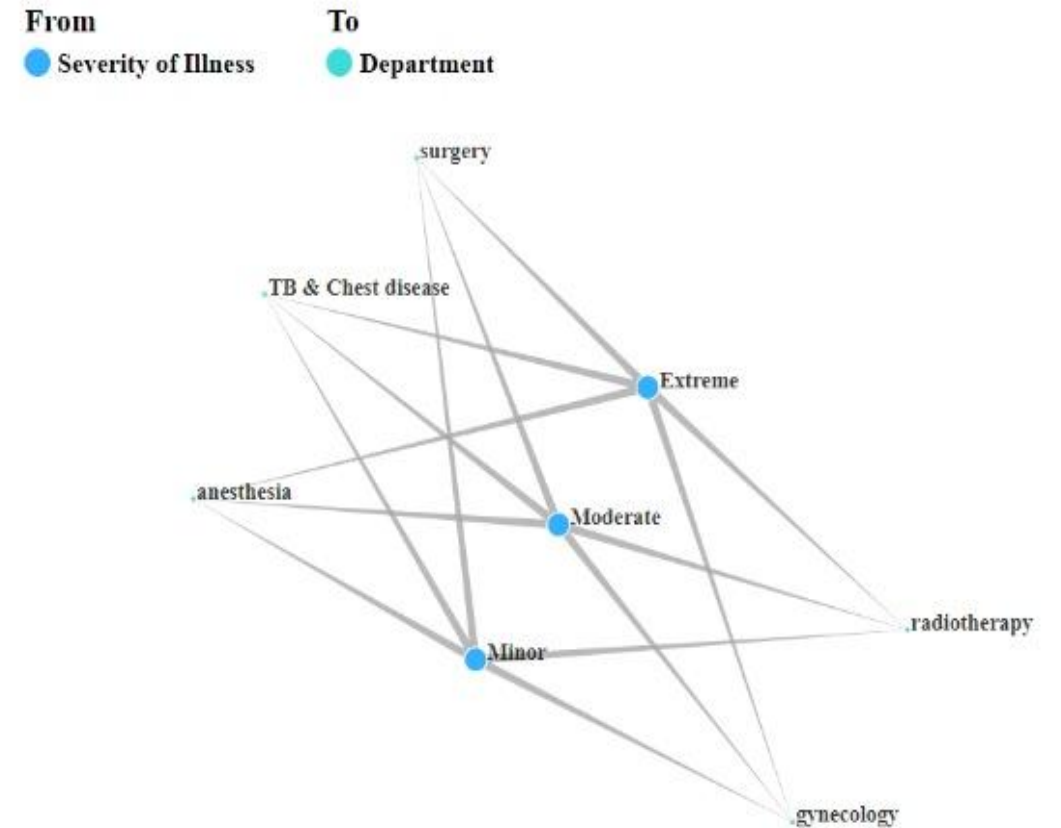 From To
Severity of Illness Department
surgery
TB & Chest disease
Extreme
anesthesia
Moderate
radiotherapy
Minor
gynecology